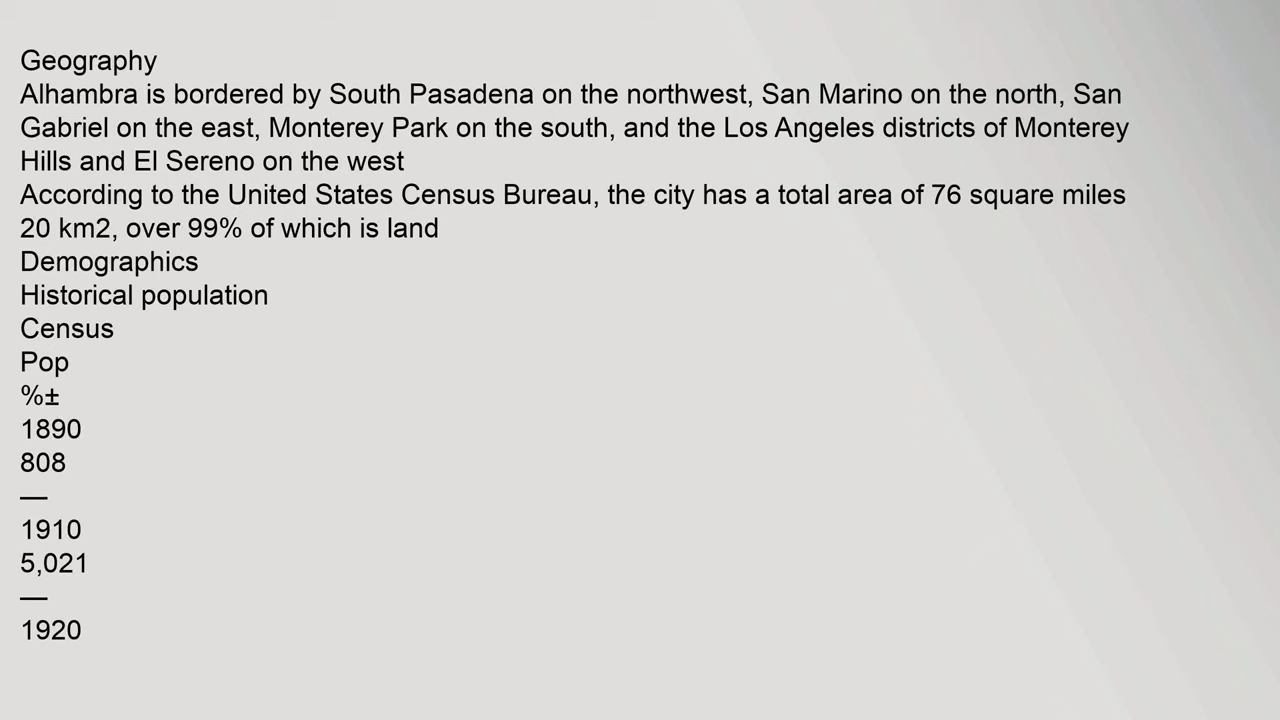 Geography
Alhambra is bordered by South Pasadena on the northwest, San Marino on the north, San
Gabriel on the east, Monterey Park on the south, and the Los Angeles districts of Monterey
Hills and El Sereno on the west
According to the United States Census Bureau, the city has a total area of 76 square miles
20 km2, over 99% of which is land
Demographics
Historical population
Census
Pop
%±
1890
808
—
1910
5,021
—
1920